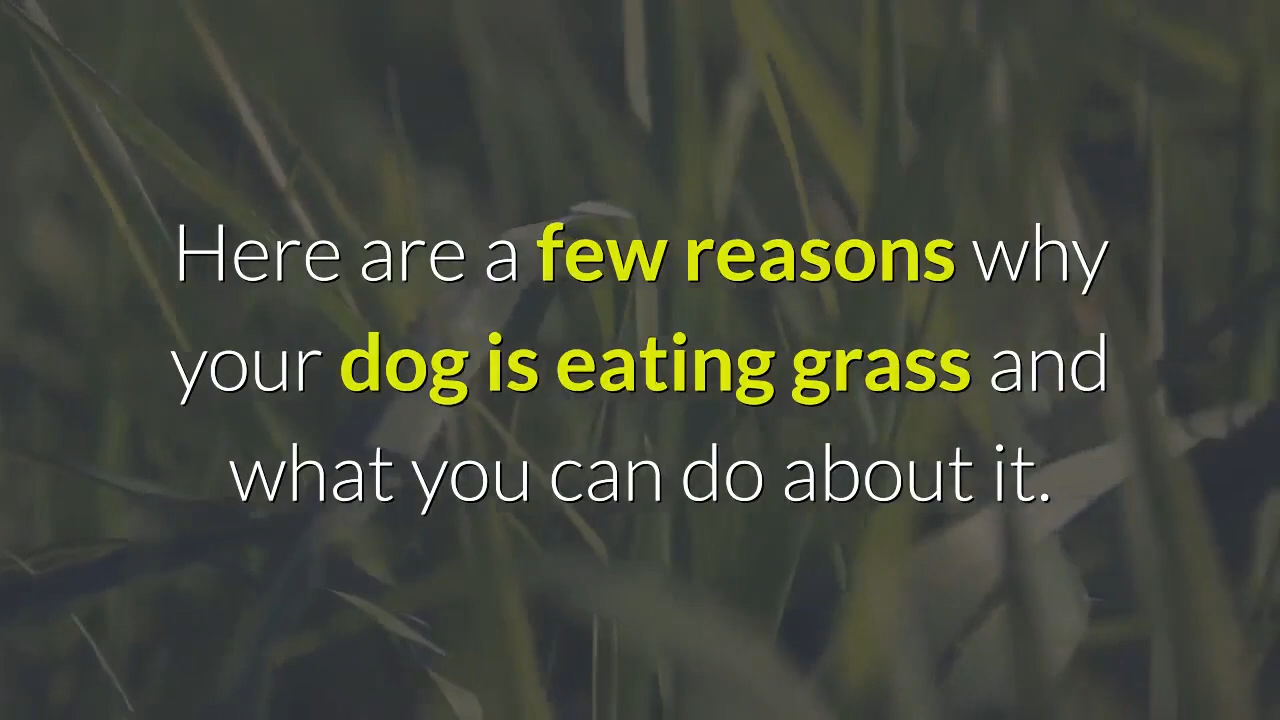 Here are a few reasons why
your dog is eating grass and
what you can do about it.